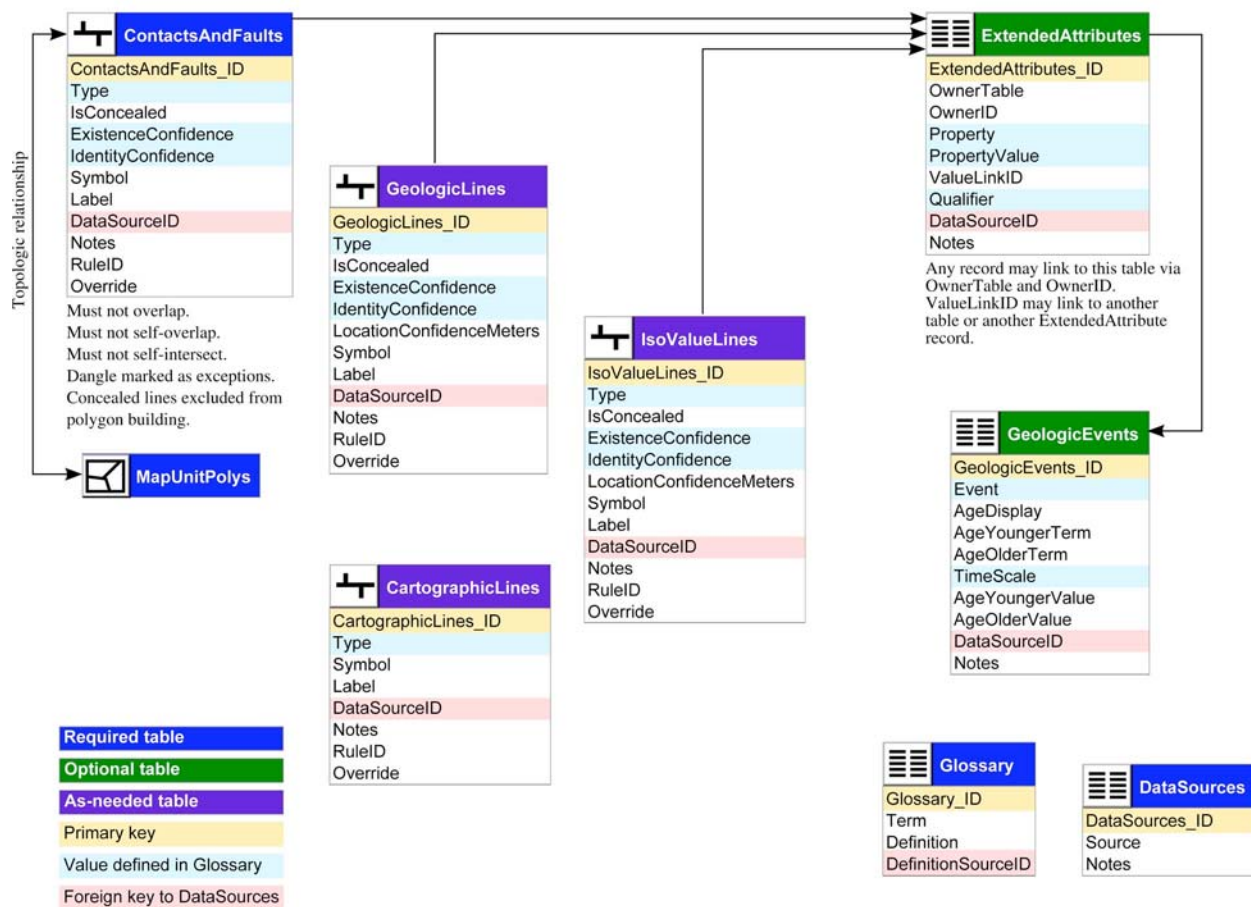 Topologic relationship
ContactsAndFaults
ContactsAndFaults_ID
Type
IsConcealed
ExistenceConfidence
IdentityConfidence
Symbol
Label
DataSourceID
Notes
RuleID
Override
Must not overlap.
Must not self-overlap.
Must not self-intersect.
Dangle marked as exceptions.
Concealed lines excluded from
polygon building.
MapUnitPolys
GeologicLines
GeologicLines_ID
Type
IsConcealed
ExistenceConfidence
IdentityConfidence
LocationConfidenceMeters
Symbol
Label
DataSourceID
Notes
RuleID
Override
CartographicLines
CartographicLines_ID
Type
Symbol
Label
DataSourceID
Notes
RuleID
Override
IsoValueLines
IsoValueLines_ID
Type
IsConcealed
ExistenceConfidence
IdentityConfidence
LocationConfidenceMeters
Symbol
Label
DataSourceID
Notes
RuleID
Override
ExtendedAttributes
ExtendedAttributes_ID
OwnerTable
OwnerID
Property
PropertyValue
ValueLinkID
Qualifier
DataSourceID
Notes
Any record may link to this table via
OwnerTable and OwnerID.
ValueLinkID may link to another
table or another ExtendedAttribute
record.
GeologicEvents
GeologicEvents_ID
Event
AgeDisplay
AgeYoungerTerm
AgeOlderTerm
TimeScale
AgeYoungerValue
AgeOlderValue
DataSourceID
Notes
Required table
Optional table
As-needed table
Primary key
Value defined in Glossary
Foreign key to DataSources
Glossary
Glossary_ID
Term
Definition
DefinitionSourceID
DataSources
DataSources_ID
Source
Notes